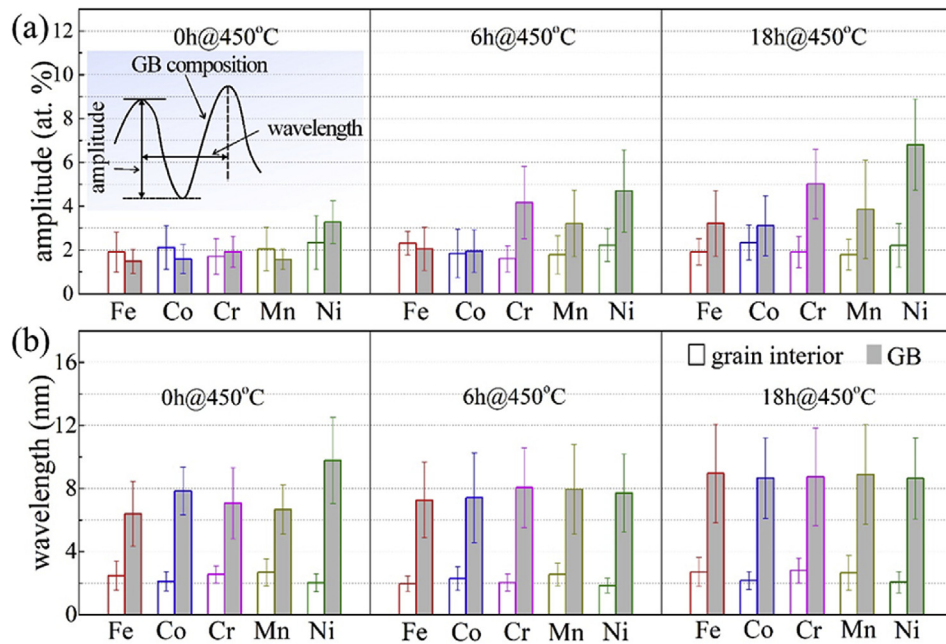 (a)
amplitude (at. %)
12
10
8
6
4
2
0
0h@450°C
6h@450°C
18h@450°C
GB composition
wavelength
amplitude
Fe Co Cr Mn Ni
Fe Co Cr Mn Ni
Fe Co Cr Mn Ni
(b)
wavelength (nm)
16
12
8
4
0
0h@450°C
6h@450°C
18h@450°C
grain interior GB
Fe Co Cr Mn Ni
Fe Co Cr Mn Ni
Fe Co Cr Mn Ni